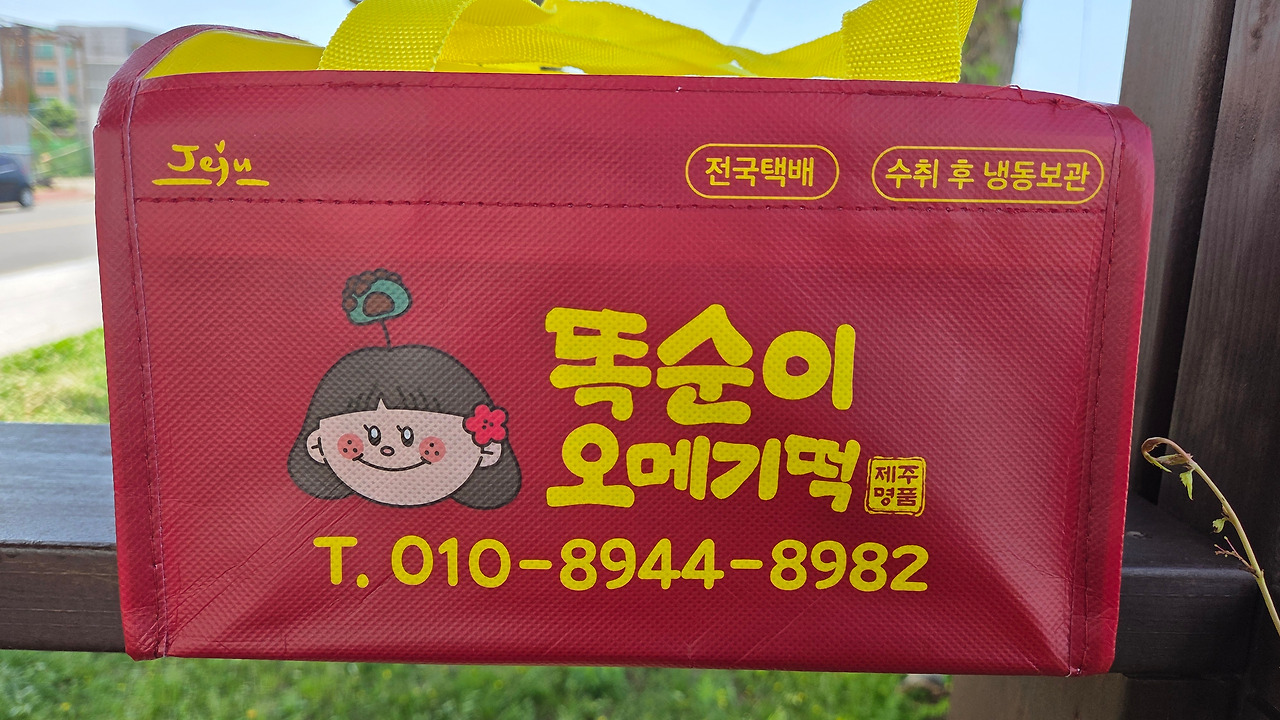 Jeju
전국택배
수취 후 냉동보관
똑순이
오메기떡
제주
명품
T. 010-8944-8982